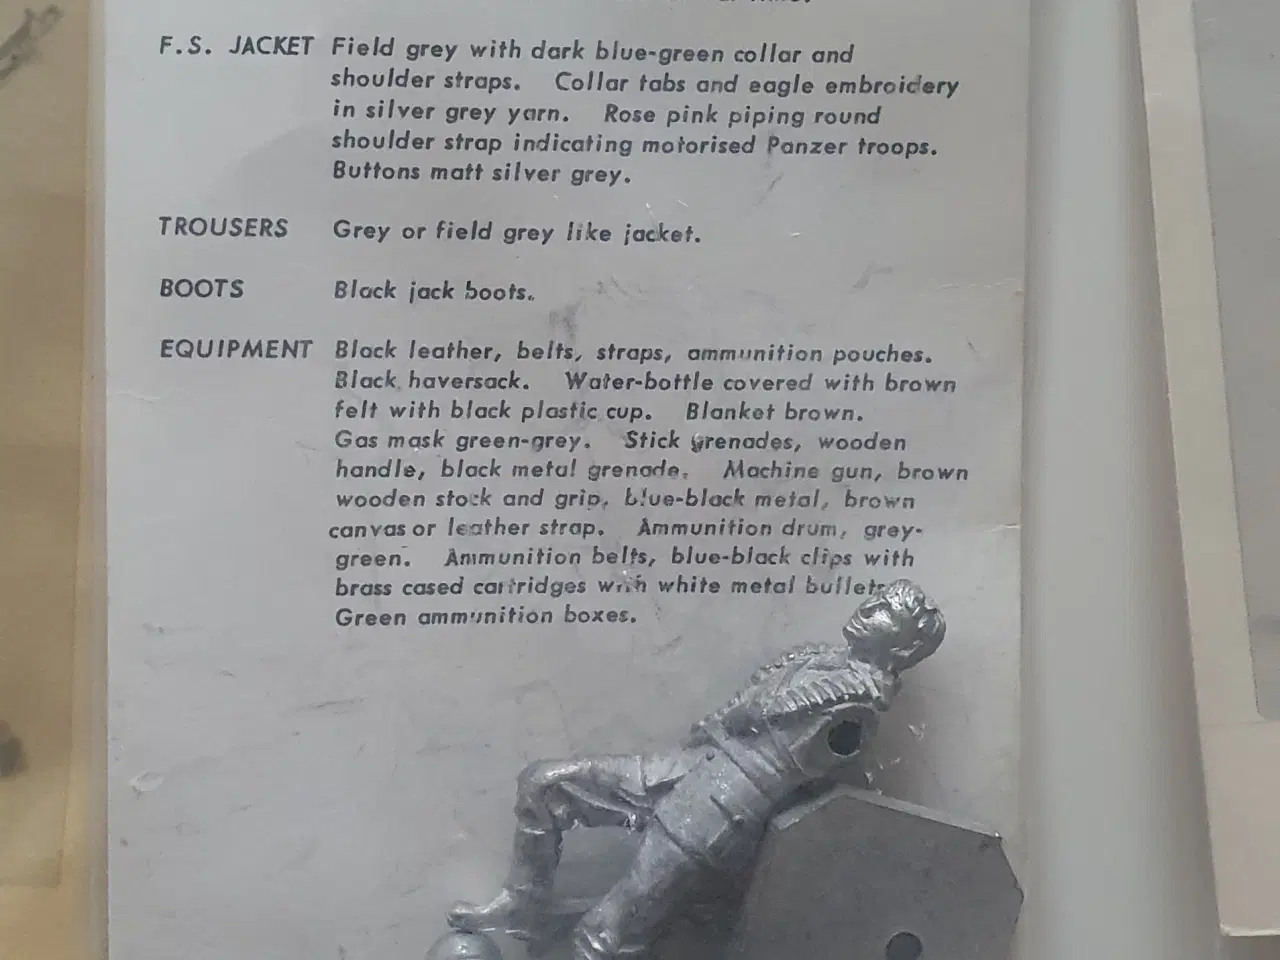 F.S. JACKET Field grey with dark blue-green collar and
shoulder straps. Collar tabs and eagle embroidery
in silver grey yarn. Rose pink piping round
shoulder strap indicating motorised Panzer troops.
Buttons matt silver grey.
TROUSERS Grey or field grey like jacket.
BOOTS Black jack boots.
EQUIPMENT Black leather, belts, straps, ammunition pouches.
Black haversack. Water-bottle covered with brown
felt with black plastic cup. Blanket brown.
Gas mask green-grey. Stick grenades, wooden
handle, black metal grenade. Machine gun, brown
wooden stock and grip, blue-black metal, brown
canvas or leather strap. Ammunition drum, grey-
green. Ammunition belts, blue-black clips with
brass cased cartridges with white metal bullets
Green ammunition boxes.